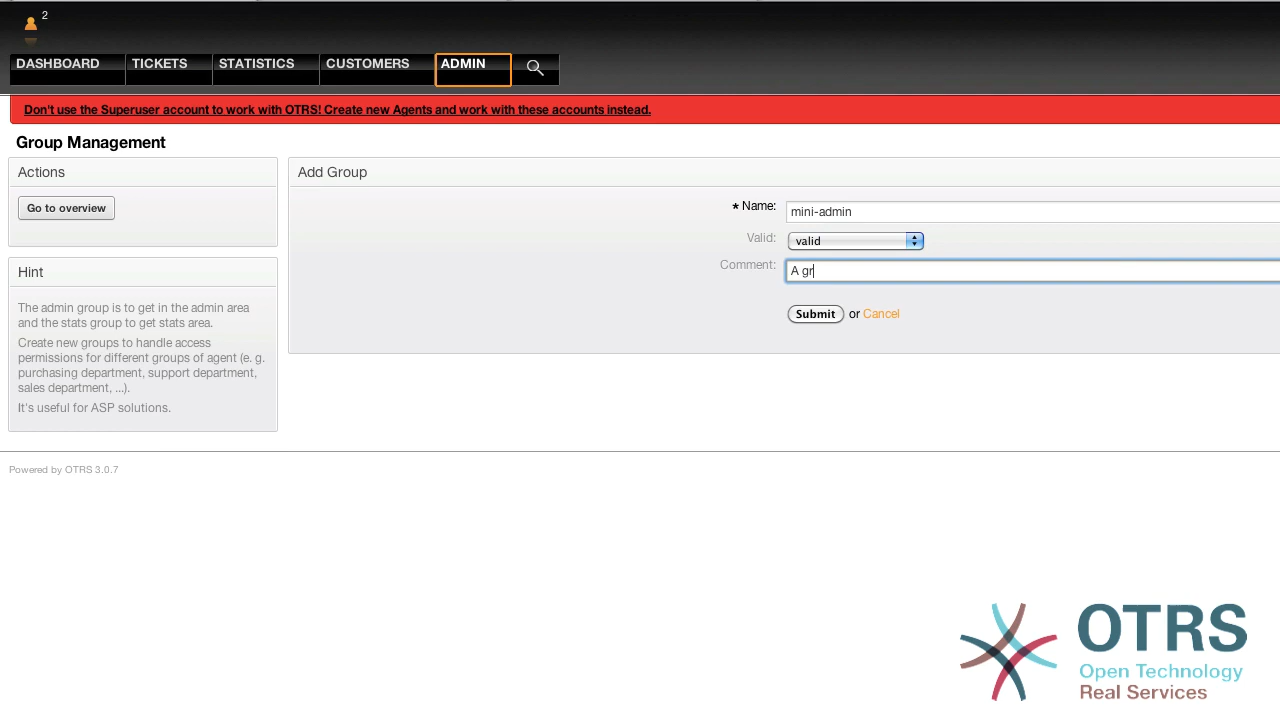 2
DASHBOARD TICKETS STATISTICS CUSTOMERS ADMIN
Don't use the Superuser account to work with OTRS! Create new Agents and work with these accounts instead.
Group Management
Actions
Go to overview
Hint
The admin group is to get in the admin area
and the stats group to get stats area.
Create new groups to handle access
permissions for different groups of agent (e. g.
purchasing department, support department,
sales department, ...).
It's useful for ASP solutions.
Add Group
* Name: mini-admin
Valid: valid
Comment: A gr
Submit or Cancel
Powered by OTRS 3.0.7
OTRS
Open Technology
Real Services